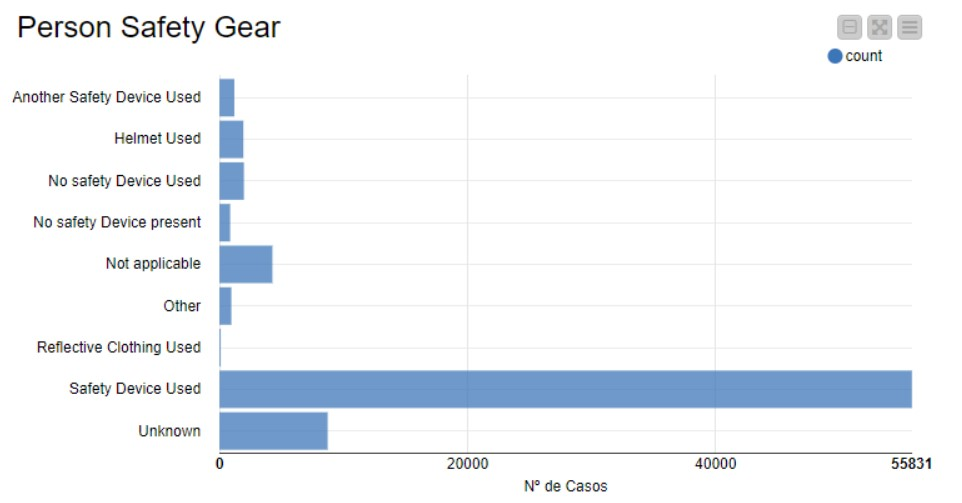 Person Safety Gear
count
Another Safety Device Used
Helmet Used
No safety Device Used
No safety Device present
Not applicable
Other
Reflective Clothing Used
Safety Device Used
Unknown
0 20000 40000 55831
Nº de Casos